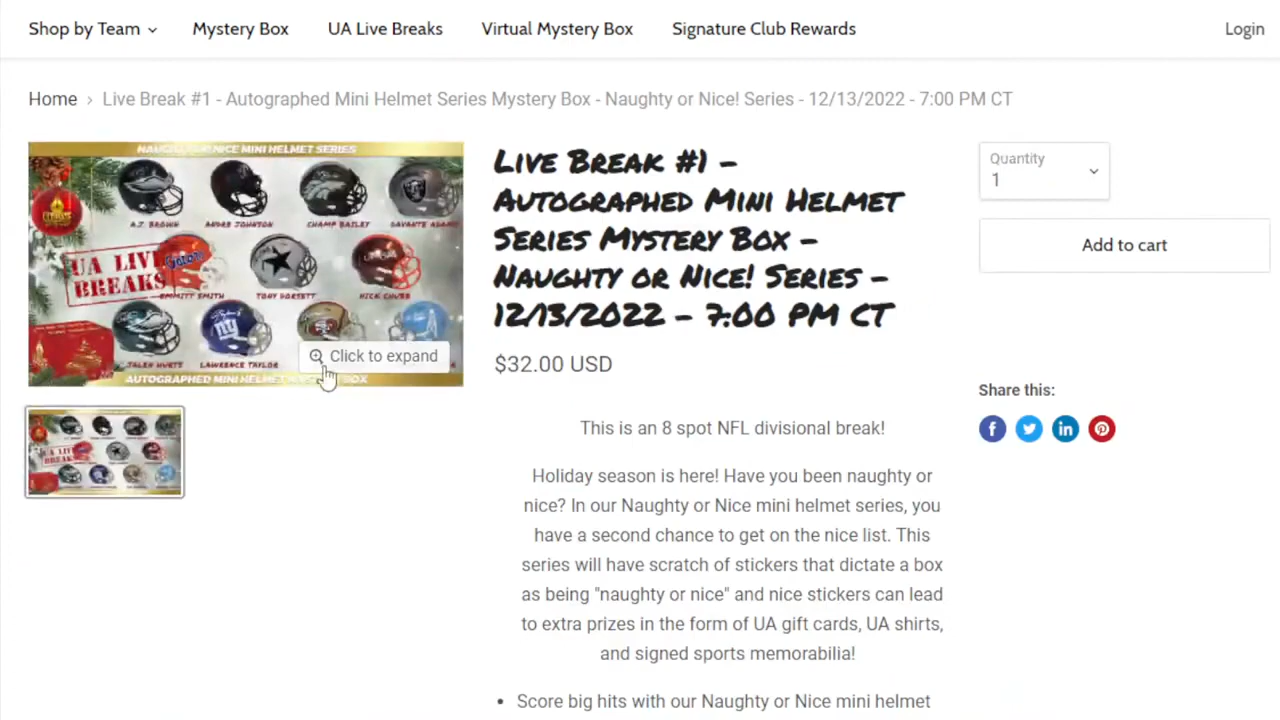 Shop by Team
Mystery Box
UA Live Breaks
Virtual Mystery Box
Signature Club Rewards
Login
Home › Live Break #1 - Autographed Mini Helmet Series Mystery Box - Naughty or Nice! Series - 12/13/2022 - 7:00 PM CT
A.J. BROWN
ANDRE JOHNSON
CHAMP BAILEY
UA LIVE
BREAKS
EMMITT SMITH
TONY DORSETT
NICK CHUBB
JALEN HURTS
LAWRENCE TAYLOR
Click to expand
Live Break #1 –
Autographed Mini Helmet
Series Mystery Box –
Naughty or Nice! Series –
12/13/2022 – 7:00 PM CT
$32.00 USD
This is an 8 spot NFL divisional break!
Holiday season is here! Have you been naughty or
nice? In our Naughty or Nice mini helmet series, you
have a second chance to get on the nice list. This
series will have scratch of stickers that dictate a box
as being "naughty or nice" and nice stickers can lead
to extra prizes in the form of UA gift cards, UA shirts,
and signed sports memorabilia!
• Score big hits with our Naughty or Nice mini helmet
Quantity
1
Add to cart
Share this: